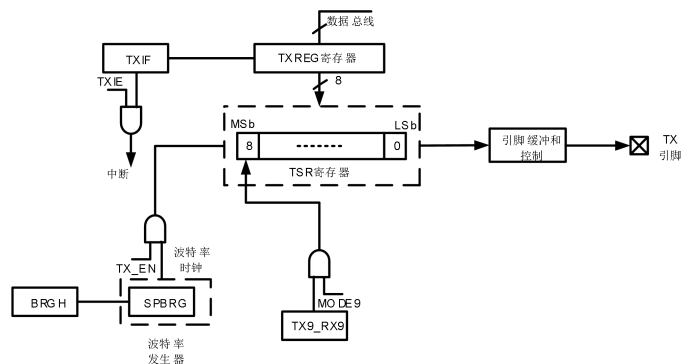 数据总线
TXIF
TXREG寄存器
TXIE
8
MSb
LSb
8
0
TSR寄存器
引脚缓冲和
控制
TX
引脚
中断
TX_EN
波特率
时钟
MODE9
BRGH
SPBRG
TX9_RX9
波特率
发生器